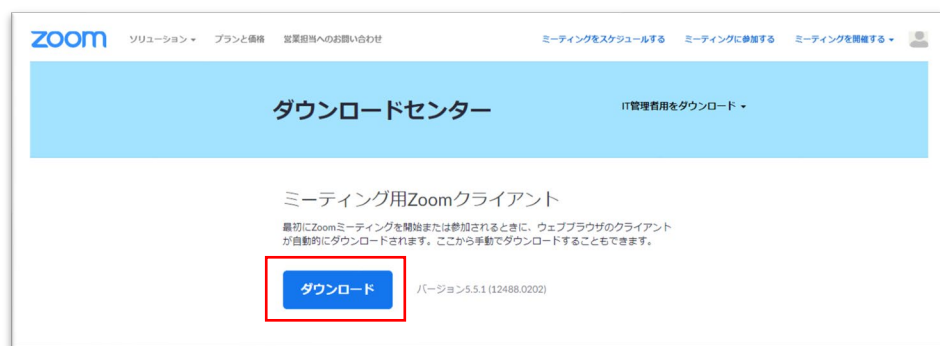 zoom ソリューション プランと価格 営業担当へのお問い合わせ ミーティングをスケジュールする ミーティングに参加する ミーティングを開催する
ダウンロードセンター IT管理者用をダウンロード
ミーティング用Zoomクライアント
最初にZoomミーティングを開始または参加されるときに、ウェブブラウザのクライアント
が自動的にダウンロードされます。ここから手動でダウンロードすることもできます。
ダウンロード バージョン5.5.1 (12488.0202)